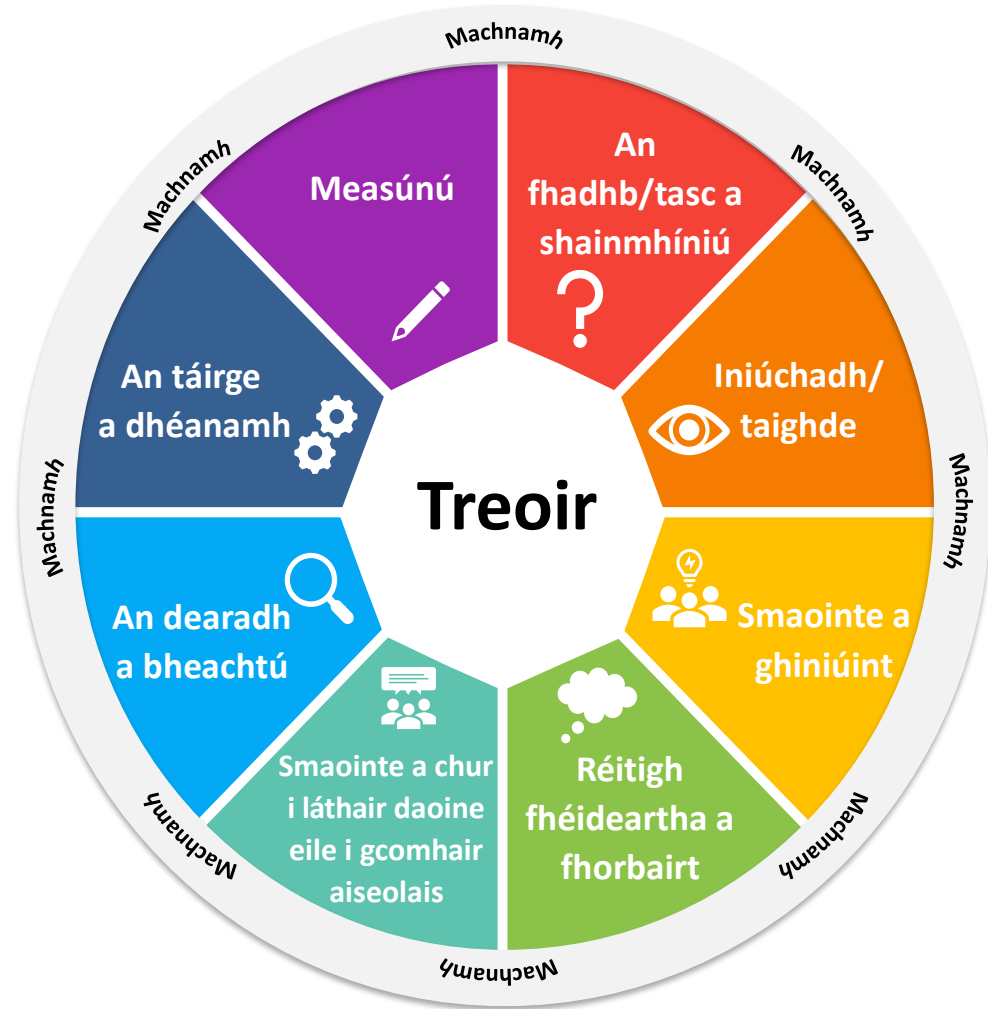 Machnamh
Machnamh
Machnamh
Machnamh
Machnamh
Machnamh
Machnamh
Machnamh
An
fhadhb/tasc a
shainmhíniú
Iniúchadh/
taighde
Smaointe a
ghiniúint
Réitigh
fhéideartha a
fhorbairt
Smaointe a chur
i láthair daoine
eile i gcomhair
aiseolais
An dearadh
a bheachtú
An táirge
a dhéanamh
Measúnú
Treoir